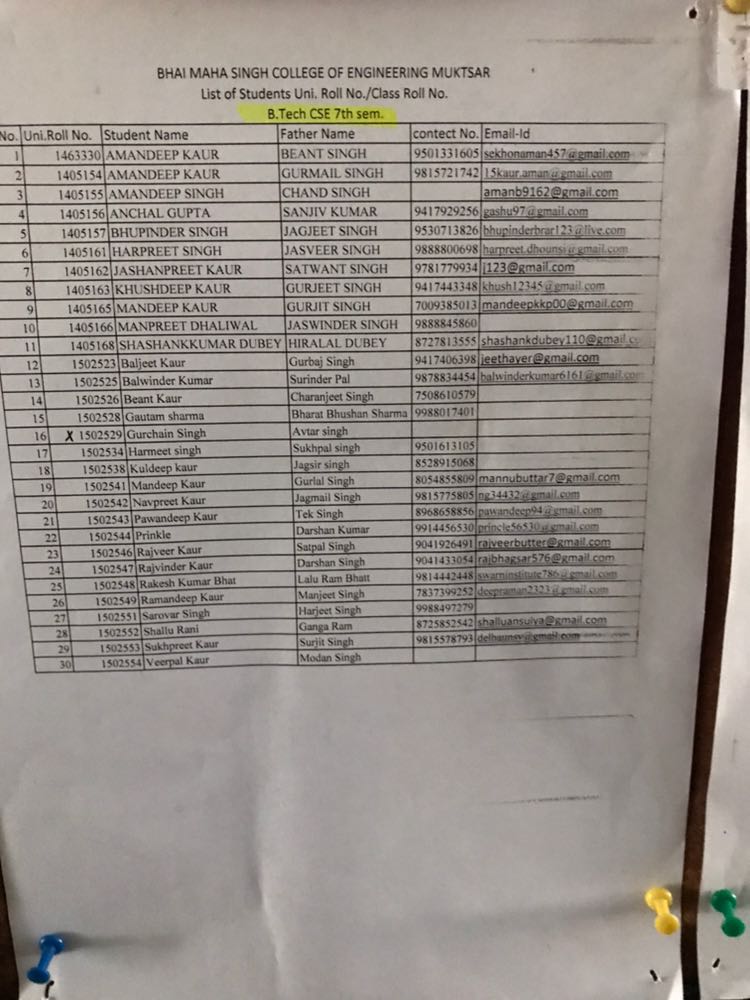 BHAI MAHA SINGH COLLEGE OF ENGINEERING MUKTSAR
List of Students Uni. Roll No./Class Roll No.
B.Tech CSE 7th sem.
No. Uni.Roll No. Student Name Father Name contect No. Email-Id
1 1463330 AMANDEEP KAUR BEANT SINGH 9501331605 sekhonaman457@gmail.com
2 1405154 AMANDEEP KAUR GURMAIL SINGH 9815721742 15kaur.aman@gmail.com
3 1405155 AMANDEEP SINGH CHAND SINGH amanb9162@gmail.com
4 1405156 ANCHAL GUPTA SANJIV KUMAR 9417929256 gashu97@gmail.com
5 1405157 BHUPINDER SINGH JAGJEET SINGH 9530713826 bhupinderbrar123@live.com
6 1405161 HARPREET SINGH JASVEER SINGH 9888800698
7 1405162 JASHANPREET KAUR SATWANT SINGH 9781779934 j123@gmail.com
8 1405163 KHUSHDEEP KAUR GURJEET SINGH 9417443348 khush12345@gmail.com
9 1405165 MANDEEP KAUR GURJIT SINGH 7009385013 mandeepkkp00@gmail.com
10 1405166 MANPREET DHALIWAL JASWINDER SINGH 9888845860
11 1405168 SHASHANKKUMAR DUBEY HIRALAL DUBEY 8727813555 shashankdubey110@gmail.co
12 1502523 Baljeet Kaur Gurbaj Singh 9417406398 jeethayer@gmail.com
13 1502525 Balwinder Kumar Surinder Pal 9878834454 balwinderkumar6161@gmail.com
14 1502526 Beant Kaur Charanjeet Singh 7508610579
15 1502528 Gautam sharma Bharat Bhushan Sharma 9988017401
16 X 1502529 Gurchain Singh Avtar singh
17 1502534 Harmeet singh Sukhpal singh 9501613105
18 1502538 Kuldeep kaur Jagsir singh 8528915068
19 1502541 Mandeep Kaur Gurlal Singh 8054855809 mannubuttar7@gmail.com
20 1502542 Navpreet Kaur Jagmail Singh 9815775805 ng34432@gmail.com
21 1502543 Pawandeep Kaur Tek Singh 8968658856 pawandeep94@gmail.com
22 1502544 Prinkle Darshan Kumar 9914456530 princle56530@gmail.com
23 1502546 Rajveer Kaur Satpal Singh 9041926491 rajveerbutter@gmail.com
24 1502547 Rajvinder Kaur Darshan Singh 9041433054 rajbhagsar576@gmail.com
25 1502548 Rakesh Kumar Bhat Lalu Ram Bhatt 9814442448 swarninstitute786@gmail.com
26 1502549 Ramandeep Kaur Manjeet Singh 7837399252 deepraman2323@gmail.com
27 1502551 Sarovar Singh Harjeet Singh 9988497279
28 1502552 Shallu Rani Ganga Ram 8725852542 shalluansuiya@gmail.com
29 1502553 Sukhpreet Kaur Surjit Singh 9815578793
30 1502554 Veerpal Kaur Modan Singh